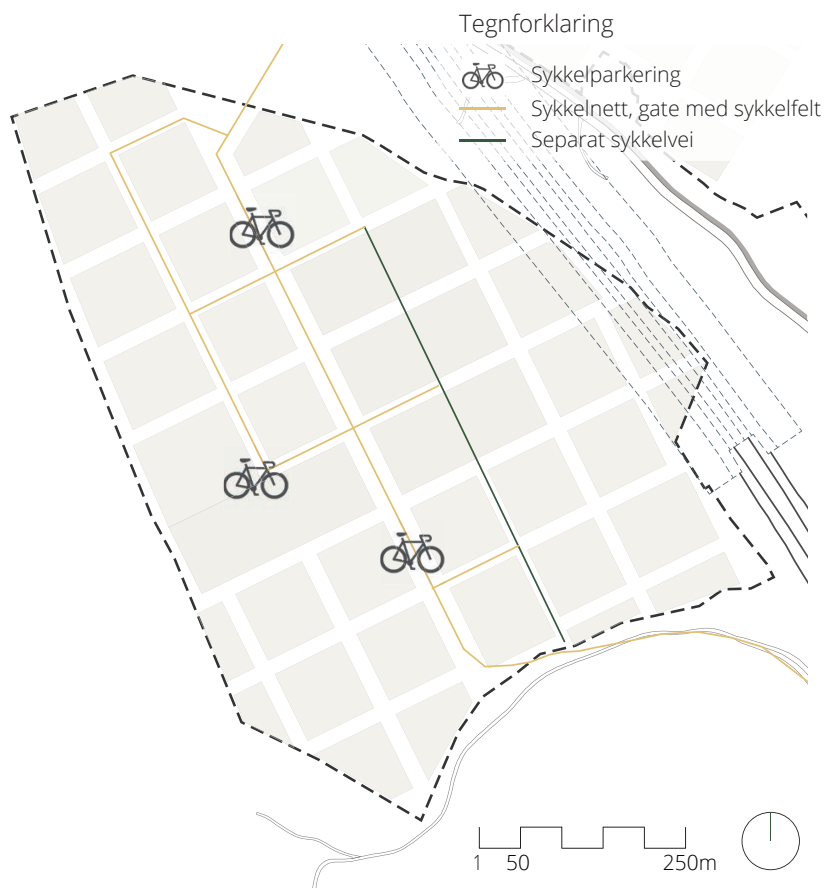 Tegnforklaring
Sykkelparkering
Sykkelnett, gate med sykkelfelt
Separat sykkelvei
1 50 250m